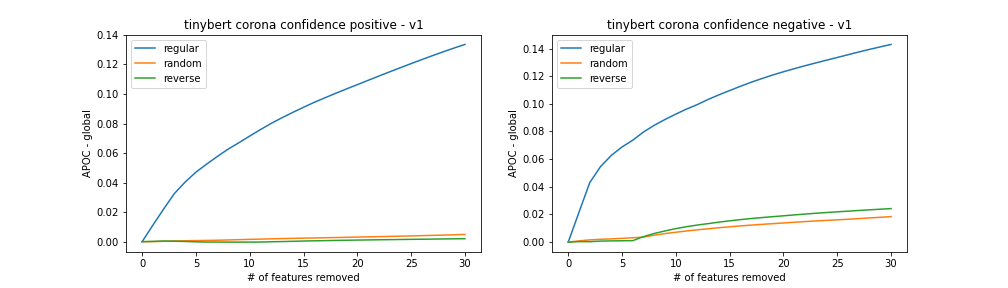 tinybert corona confidence positive - v1
APOC - global
0.14
0.12
0.10
0.08
0.06
0.04
0.02
0.00
regular
random
reverse
0 5 10 15 20 25 30
# of features removed
tinybert corona confidence negative - v1
APOC - global
0.14
0.12
0.10
0.08
0.06
0.04
0.02
0.00
regular
random
reverse
0 5 10 15 20 25 30
# of features removed